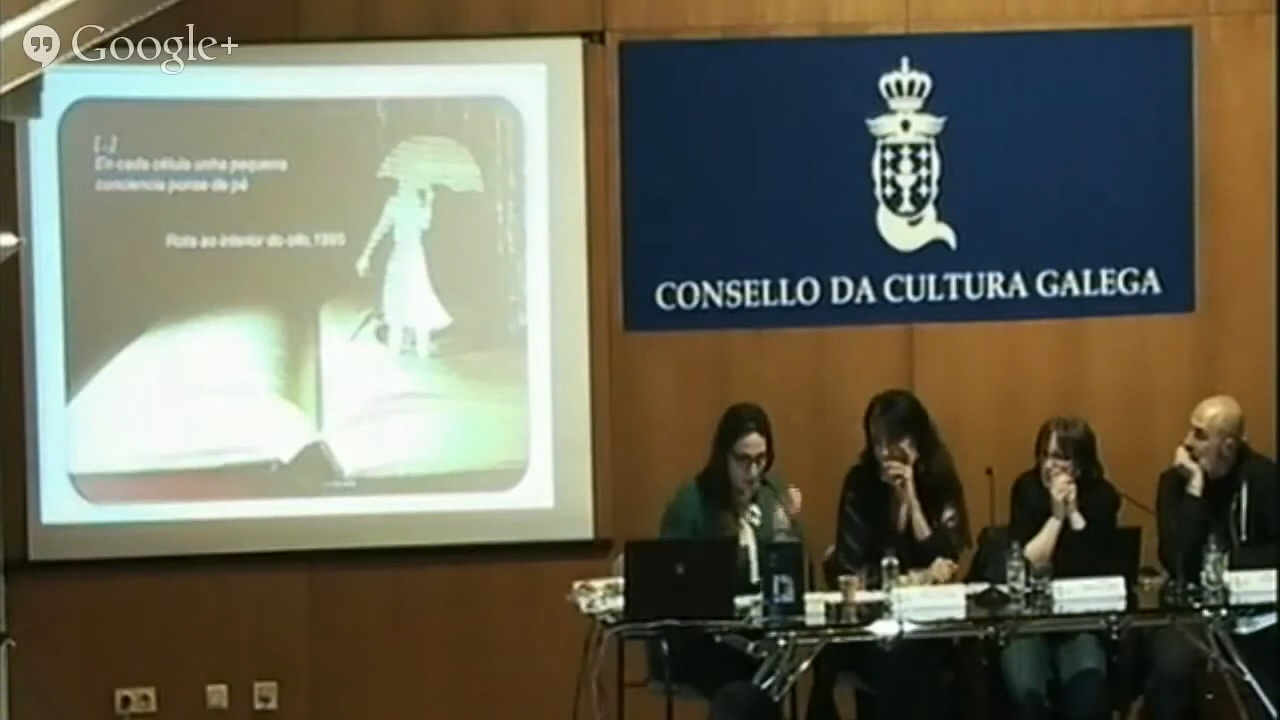 Google+
[...]
En cada célula unha pequena
conciencia ponse de pé
Rota ao interior do ollo, 1995
CONSELLO DA CULTURA GALEGA